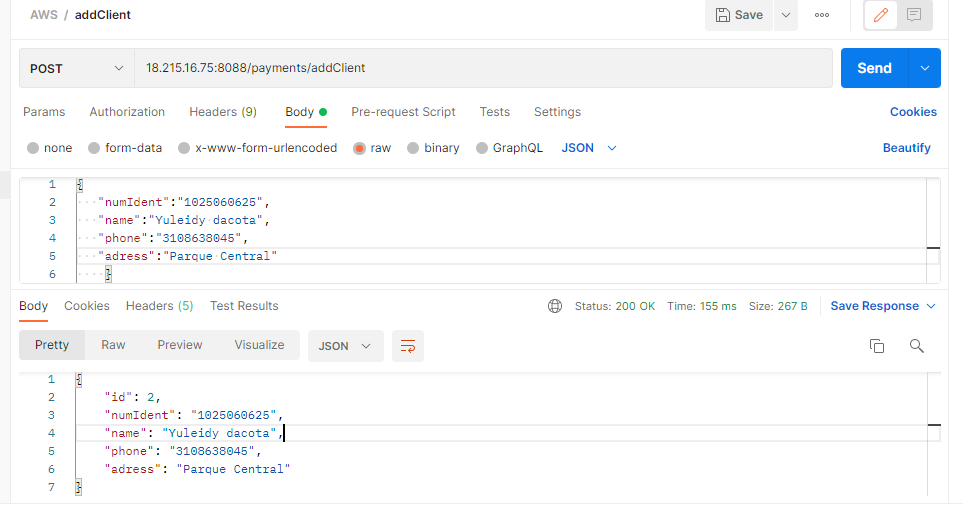 AWS / addClient
Save
POST 18.215.16.75:8088/payments/addClient Send
Params Authorization Headers (9) Body Pre-request Script Tests Settings Cookies
none form-data x-www-form-urlencoded raw binary GraphQL JSON Beautify
1 {
2 "numIdent":"1025060625",
3 "name":"Yuleidy dacota",
4 "phone":"3108638045",
5 "adress":"Parque Central"
6 }
Body Cookies Headers (5) Test Results Status: 200 OK Time: 155 ms Size: 267 B Save Response
Pretty Raw Preview Visualize JSON
1 {
2 "id": 2,
3 "numIdent": "1025060625",
4 "name": "Yuleidy dacota",
5 "phone": "3108638045",
6 "adress": "Parque Central"
7 }